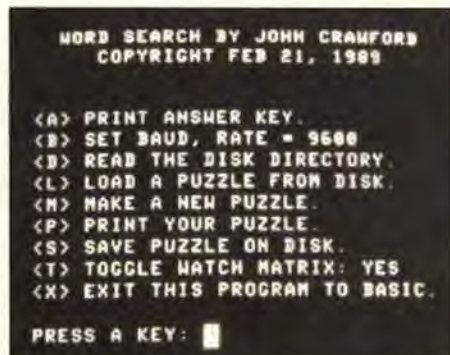 WORD SEARCH BY JOHN CRAWFORD
COPYRIGHT FEB 21, 1989
<A> PRINT ANSWER KEY.
<B> SET BAUD, RATE = 9600
<D> READ THE DISK DIRECTORY.
<L> LOAD A PUZZLE FROM DISK.
<M> MAKE A NEW PUZZLE.
<P> PRINT YOUR PUZZLE.
<S> SAVE PUZZLE ON DISK.
<T> TOGGLE WATCH MATRIX: YES
<X> EXIT THIS PROGRAM TO BASIC.
PRESS A KEY: